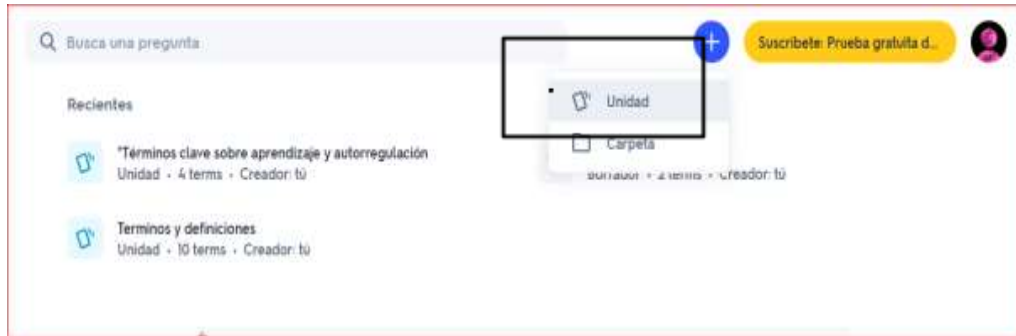 Busca una pregunta
+
Suscríbete: Prueba gratuita d...
Recientes
Unidad
Carpeta
"Términos clave sobre aprendizaje y autorregulación
Unidad • 4 terms • Creador: tú
Borrador • 2 terms • Creador: tú
Terminos y definiciones
Unidad • 10 terms • Creador: tú